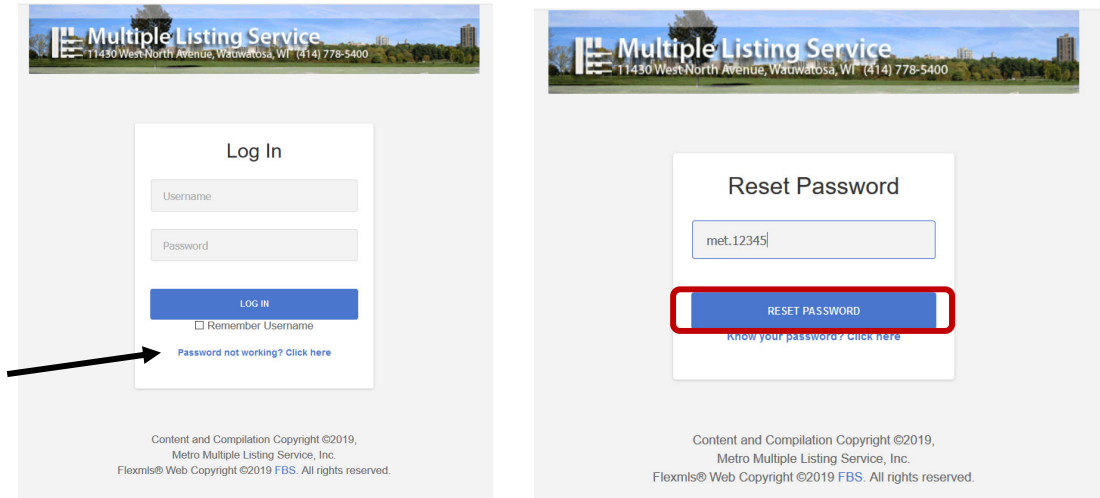 Multiple Listing Service
11430 West North Avenue, Wauwatosa, WI (414) 778-5400
Log In
Username
Password
LOG IN
Remember Username
Password not working? Click here
Content and Compilation Copyright ©2019,
Metro Multiple Listing Service, Inc.
Flexmls® Web Copyright ©2019 FBS. All rights reserved.
Multiple Listing Service
11430 West North Avenue, Wauwatosa, WI (414) 778-5400
Reset Password
met.12345
RESET PASSWORD
Know your password? Click here
Content and Compilation Copyright ©2019,
Metro Multiple Listing Service, Inc.
Flexmls® Web Copyright ©2019 FBS. All rights reserved.